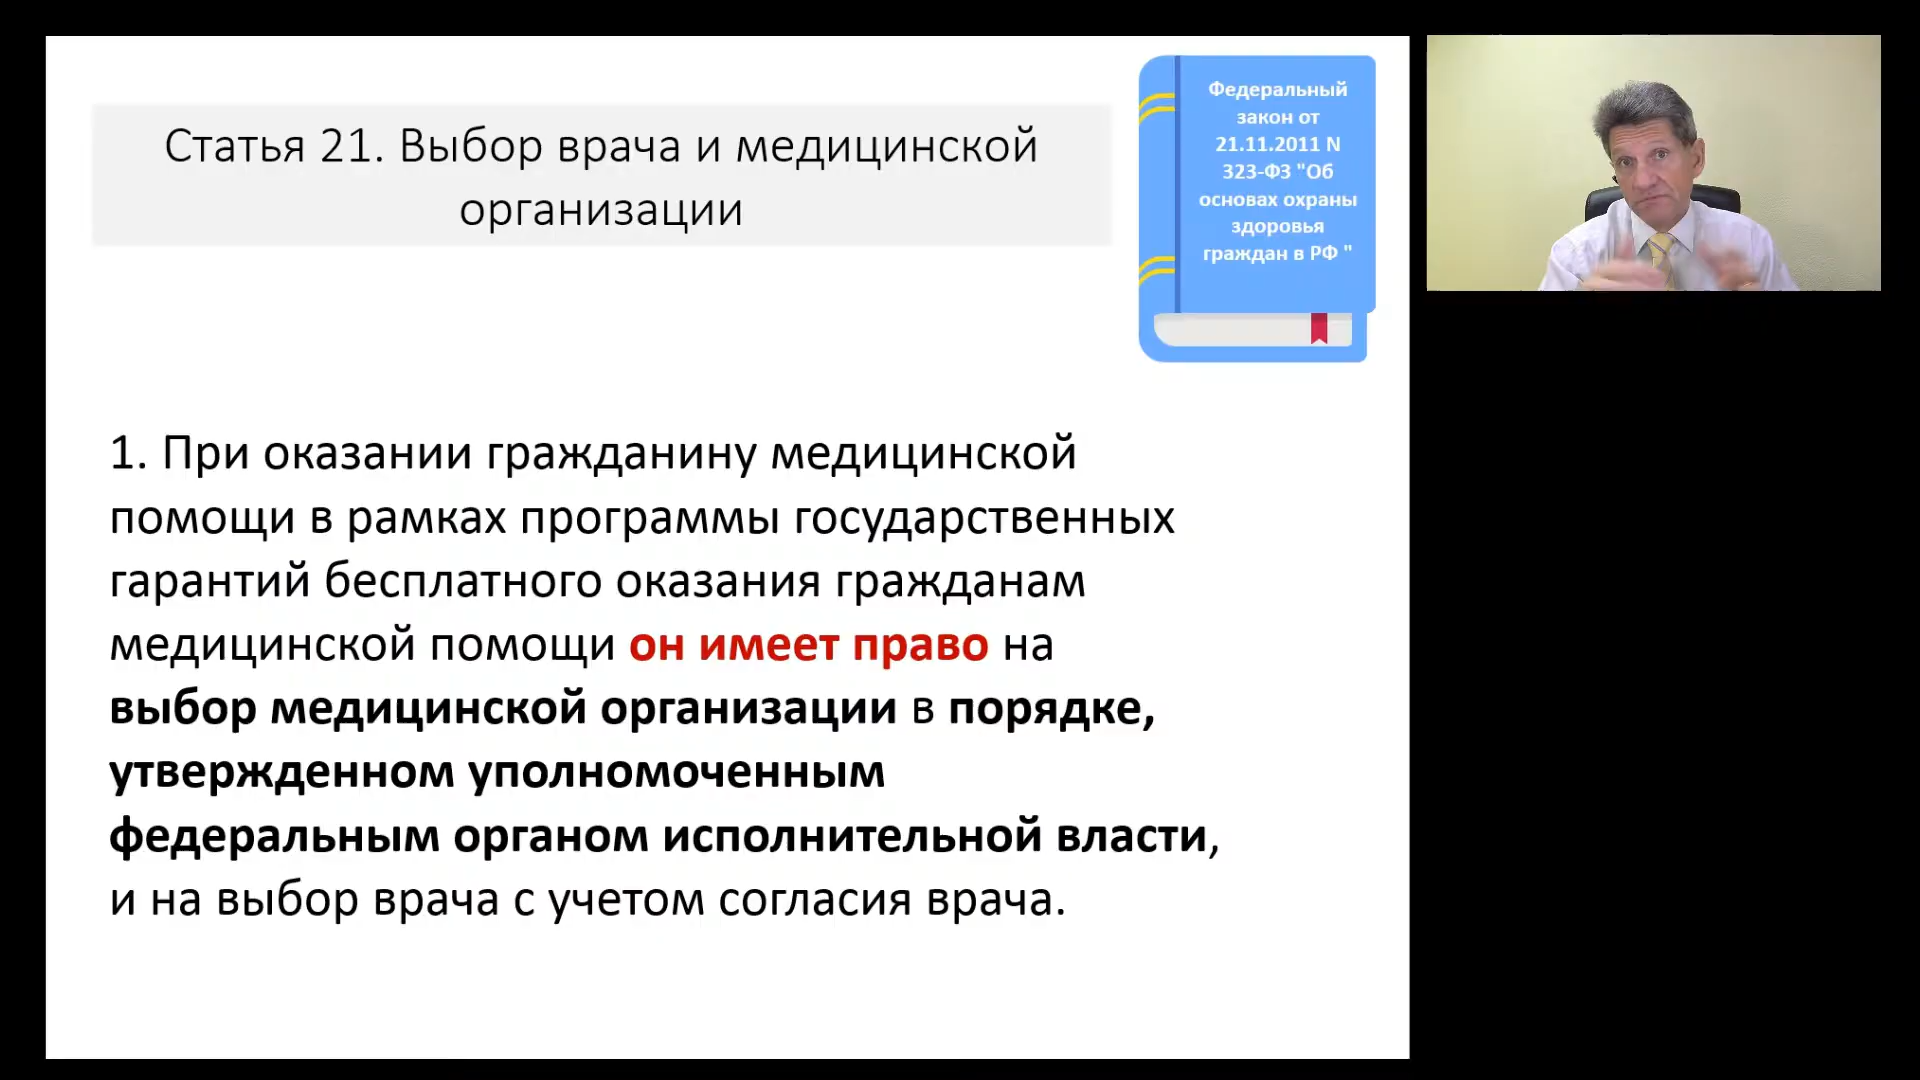 Статья 21. Выбор врача и медицинской
организации
Федеральный
закон от
21.11.2011 N
323-ФЗ "Об
основах охраны
здоровья
граждан в РФ "
1. При оказании гражданину медицинской
помощи в рамках программы государственных
гарантий бесплатного оказания гражданам
медицинской помощи он имеет право на
выбор медицинской организации в порядке,
утвержденном уполномоченным
федеральным органом исполнительной власти,
и на выбор врача с учетом согласия врача.